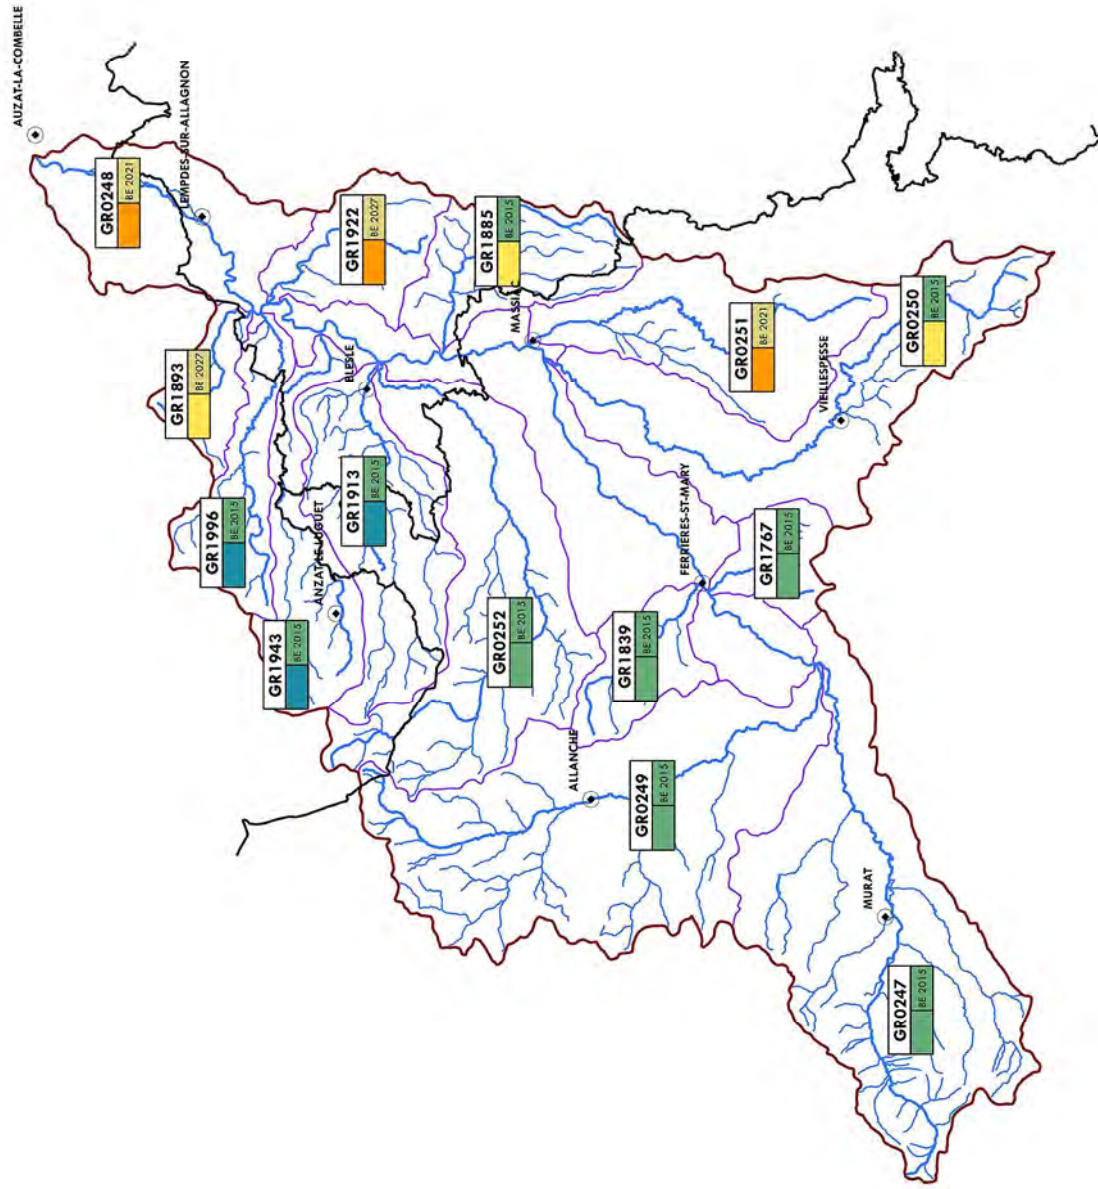 AUZAT-LA-COMBELLE
GR0248
BE 2021
GR1893
BE 2027
LEMPDES-SUR-ALLAGNON
GR1996
BE 2015
GR1943
BE 2015
ANZAT-LE-LUGUET
BLESLE
GR1913
BE 2015
GR1922
BE 2027
GR1885
BE 2015
GR0252
BE 2015
MASSIAC
ALLANCHE
GR1839
BE 2015
GR0249
BE 2015
FERRIERES-ST-MARY
GR0251
BE 2021
GR1767
BE 2015
VIELLESPESSE
MURAT
GR0247
BE 2015
GR0250
BE 2015